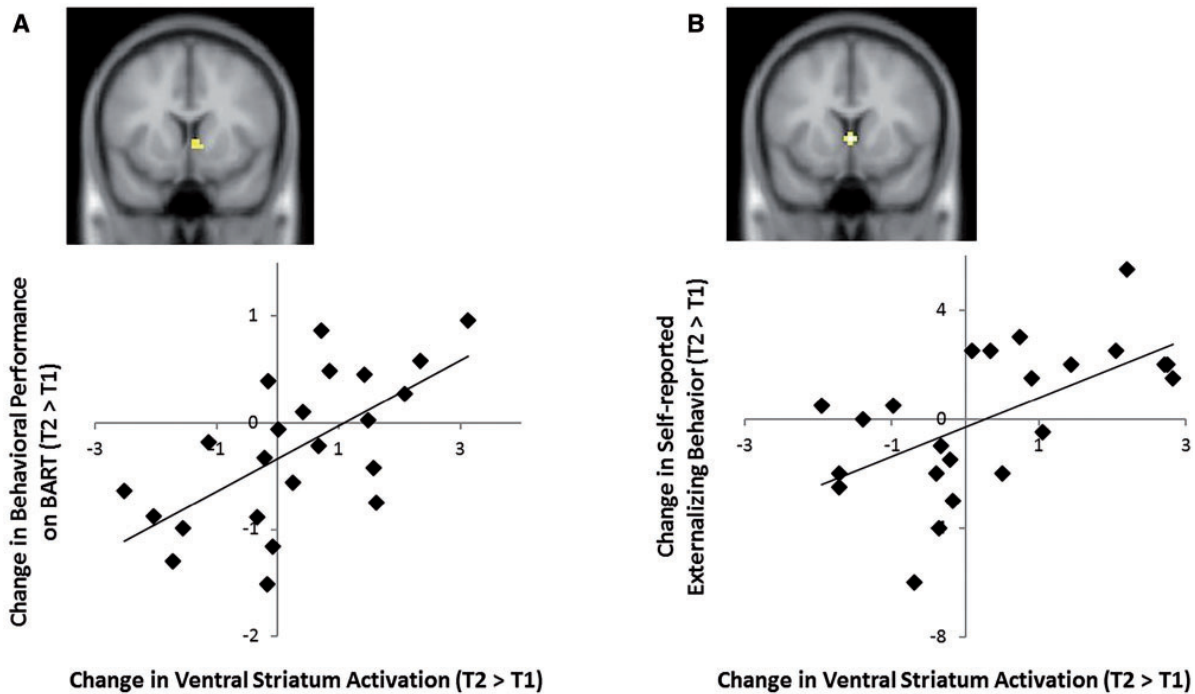 A
B
Change in Behavioral Performance
on BART (T2 > T1)
1
0
-3
-1
1
3
-1
-2
Change in Ventral Striatum Activation (T2 > T1)
Change in Self-reported
Externalizing Behavior (T2 > T1)
4
0
-3
-1
1
3
-8
Change in Ventral Striatum Activation (T2 > T1)